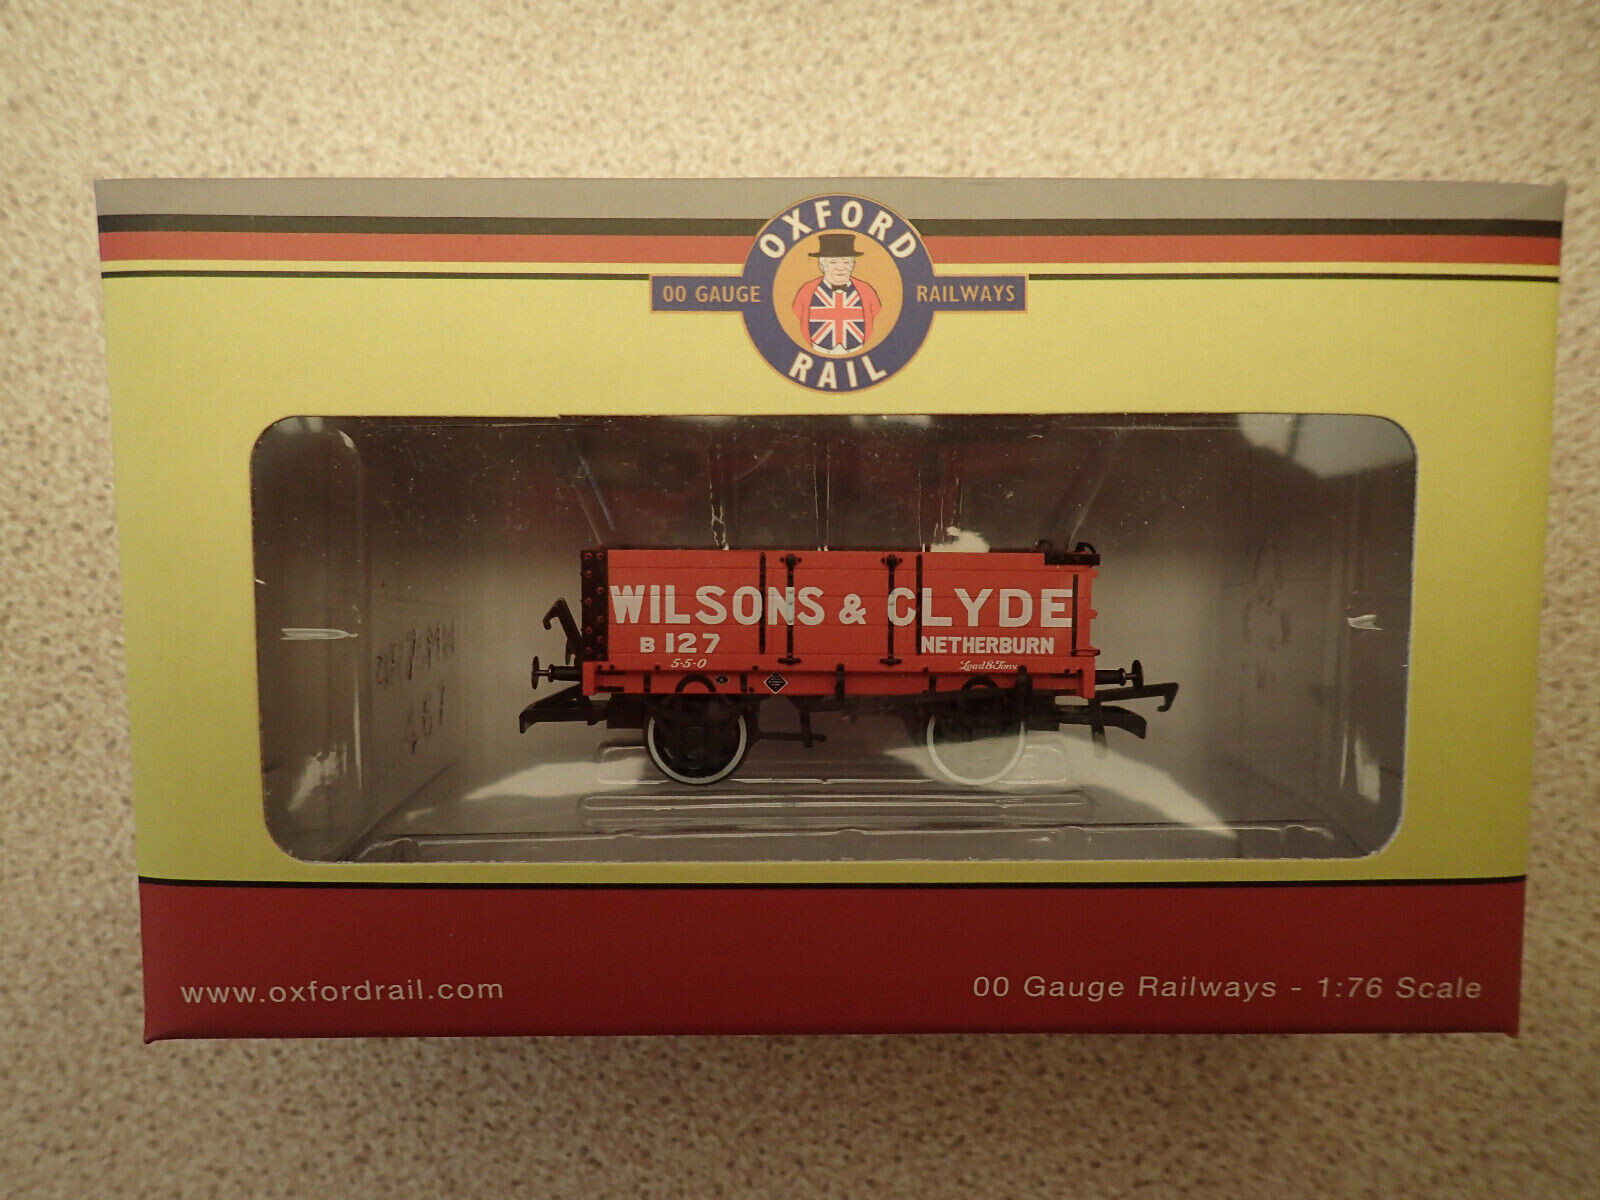 OXFORD
00 GAUGE RAILWAYS
RAIL
WILSONS & CLYDE
B 127 NETHERBURN
5-5-0 Load 8 Tons
www.oxfordrail.com
00 Gauge Railways - 1:76 Scale